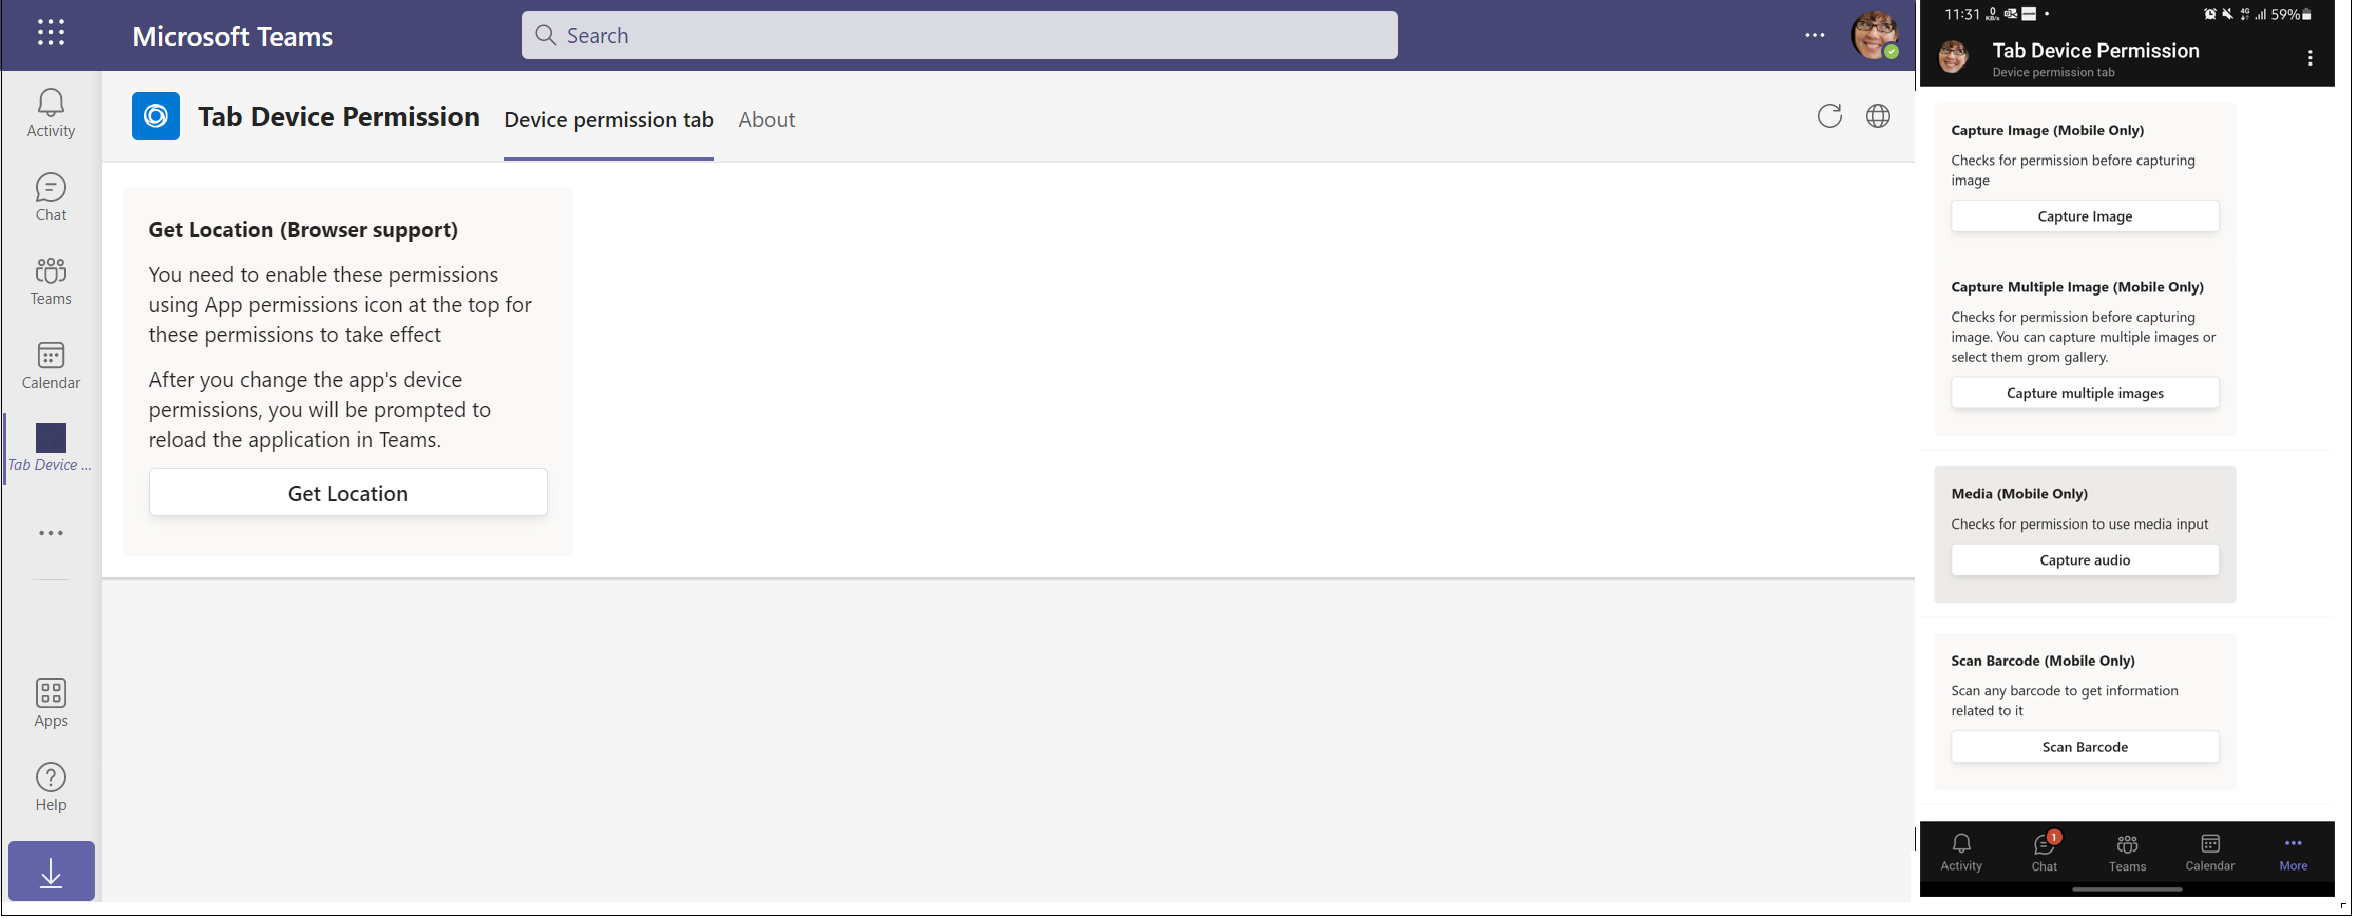 Microsoft Teams
Search
Activity
Chat
Teams
Calendar
Tab Device ...
Apps
Help
Tab Device Permission
Device permission tab
About
Get Location (Browser support)
You need to enable these permissions
using App permissions icon at the top for
these permissions to take effect
After you change the app's device
permissions, you will be prompted to
reload the application in Teams.
Get Location
11:31
0
KB/s
4G
59%
Tab Device Permission
Device permission tab
Capture Image (Mobile Only)
Checks for permission before capturing
image
Capture Image
Capture Multiple Image (Mobile Only)
Checks for permission before capturing
image. You can capture multiple images or
select them grom gallery.
Capture multiple images
Media (Mobile Only)
Checks for permission to use media input
Capture audio
Scan Barcode (Mobile Only)
Scan any barcode to get information
related to it
Scan Barcode
1
Activity
Chat
Teams
Calendar
More